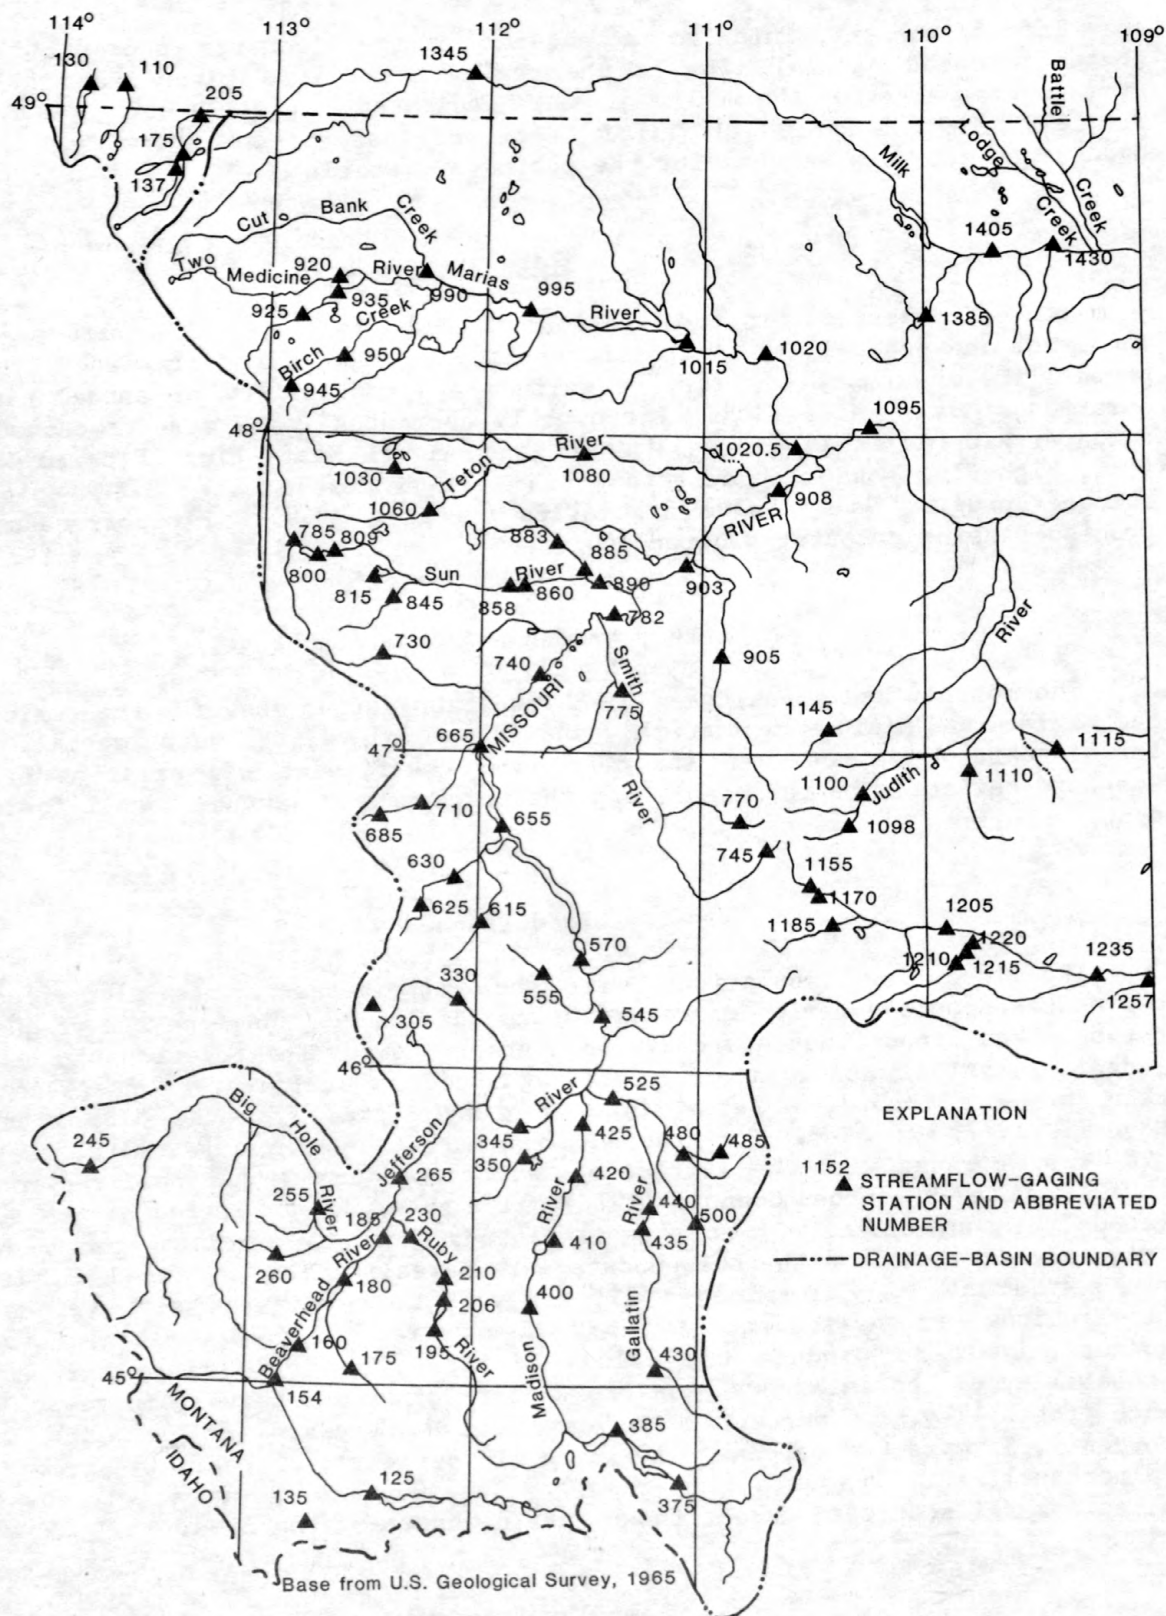 114° 113° 112° 111° 110° 109°
130 110 1345
49°
205
175
137
Battle
Creek
Lodge
Creek
Milk
1405
1430
1385
Cut Bank Creek
Two Medicine River
920
935
925
990
Marias River
995
Birch Creek
950
945
1015
1020
48°
1095
1020.5
1030
Teton River
1080
1060
908
RIVER
785
809
800
883
885
Sun River
815
845
858
860
890
903
782
730
905
740
MISSOURI
Smith
River
775
River
1145
47°
665
1115
1100
Judith
1110
710
685
655
770
1098
745
630
1155
1170
625
615
1185
1205
1220
1210
1215
1235
1257
570
330
555
305
545
46°
525
River
Big Hole River
Jefferson
345
425
480
485
350
245
265
420
255
185
230
River
River
440
500
435
410
Ruby
River
260
River
180
210
206
400
Beaverhead
160
195
175
Gallatin
430
Madison
45°
154
MONTANA
IDAHO
385
375
125
135
EXPLANATION
1152
STREAMFLOW-GAGING
STATION AND ABBREVIATED
NUMBER
DRAINAGE-BASIN BOUNDARY
Base from U.S. Geological Survey, 1965